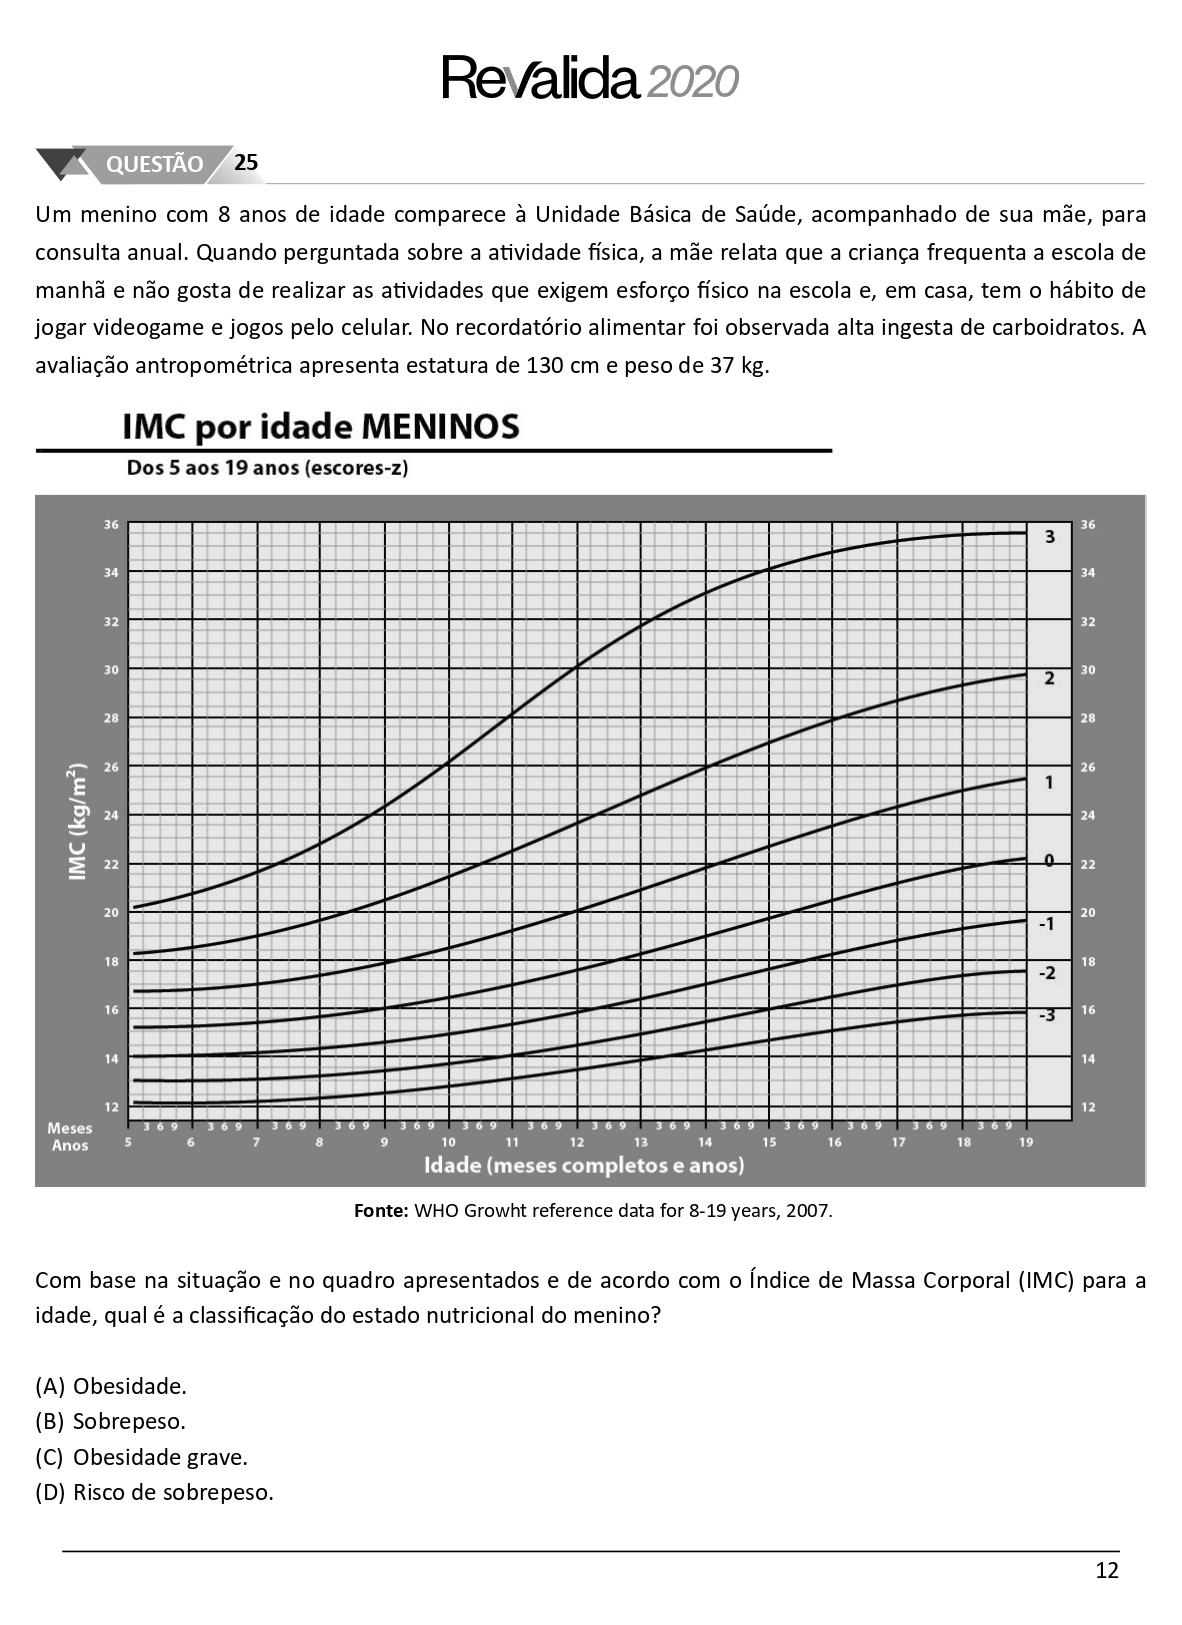 Revalida 2020
QUESTÃO 25
Um menino com 8 anos de idade comparece à Unidade Básica de Saúde, acompanhado de sua mãe, para
consulta anual. Quando perguntada sobre a atividade física, a mãe relata que a criança frequenta a escola de
manhã e não gosta de realizar as atividades que exigem esforço físico na escola e, em casa, tem o hábito de
jogar videogame e jogos pelo celular. No recordatório alimentar foi observada alta ingesta de carboidratos. A
avaliação antropométrica apresenta estatura de 130 cm e peso de 37 kg.
IMC por idade MENINOS
Dos 5 aos 19 anos (escores-z)
36 36
3
34 34
32 32
30 30
2
28 28
26 26
1
24 24
22 0 22
20 20
-1
18 18
-2
16 16
-3
14 14
12 12
IMC (kg/m²)
Meses 3 6 9 3 6 9 3 6 9 3 6 9 3 6 9 3 6 9 3 6 9 3 6 9 3 6 9 3 6 9 3 6 9 3 6 9 3 6 9 3 6 9
Anos 5 6 7 8 9 10 11 12 13 14 15 16 17 18 19
Idade (meses completos e anos)
Fonte: WHO Growht reference data for 8-19 years, 2007.
Com base na situação e no quadro apresentados e de acordo com o Índice de Massa Corporal (IMC) para a
idade, qual é a classificação do estado nutricional do menino?
(A) Obesidade.
(B) Sobrepeso.
(C) Obesidade grave.
(D) Risco de sobrepeso.
12